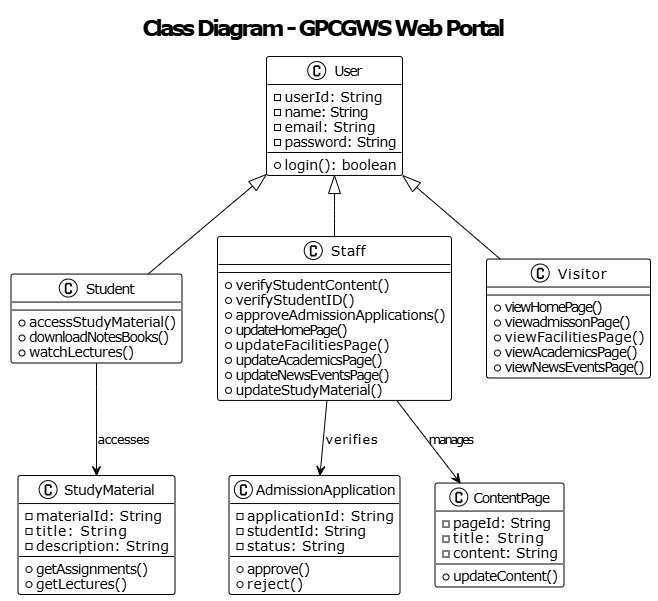 Class Diagram - GPCGWS Web Portal
C User
userId: String
name: String
email: String
password: String
login(): boolean
C Student
accessStudyMaterial()
downloadNotesBooks()
watchLectures()
C Staff
verifyStudentContent()
verifyStudentID()
approveAdmissionApplications()
updateHomePage()
updateFacilitiesPage()
updateAcademicsPage()
updateNewsEventsPage()
updateStudyMaterial()
C Visitor
viewHomePage()
viewadmissonPage()
viewFacilitiesPage()
viewAcademicsPage()
viewNewsEventsPage()
accesses
verifies
manages
C StudyMaterial
materialId: String
title: String
description: String
getAssignments()
getLectures()
C AdmissionApplication
applicationId: String
studentId: String
status: String
approve()
reject()
C ContentPage
pageId: String
title: String
content: String
updateContent()